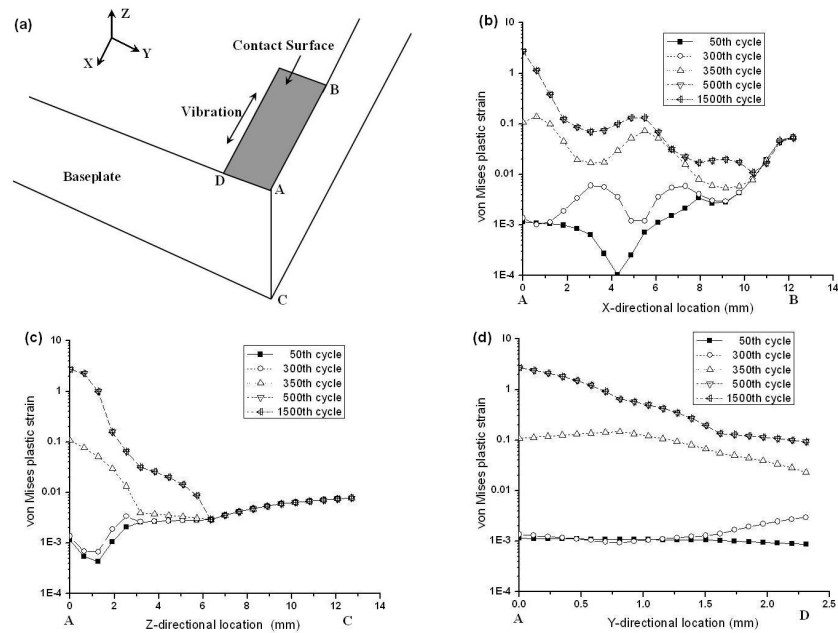 (a)
Z
Y
X
Contact Surface
B
Vibration
D
A
Baseplate
C
(b)
50th cycle
300th cycle
350th cycle
500th cycle
1500th cycle
von Mises plastic strain
10
1
0.1
0.01
1E-3
1E-4
0 2 4 6 8 10 12 14
A B
X-directional location (mm)
(c)
50th cycle
300th cycle
350th cycle
500th cycle
1500th cycle
von Mises plastic strain
10
1
0.1
0.01
1E-3
1E-4
0 2 4 6 8 10 12 14
A C
Z-directional location (mm)
(d)
50th cycle
300th cycle
350th cycle
500th cycle
1500th cycle
von Mises plastic strain
10
1
0.1
0.01
1E-3
1E-4
0.0 0.5 1.0 1.5 2.0 2.5
A D
Y-directional location (mm)